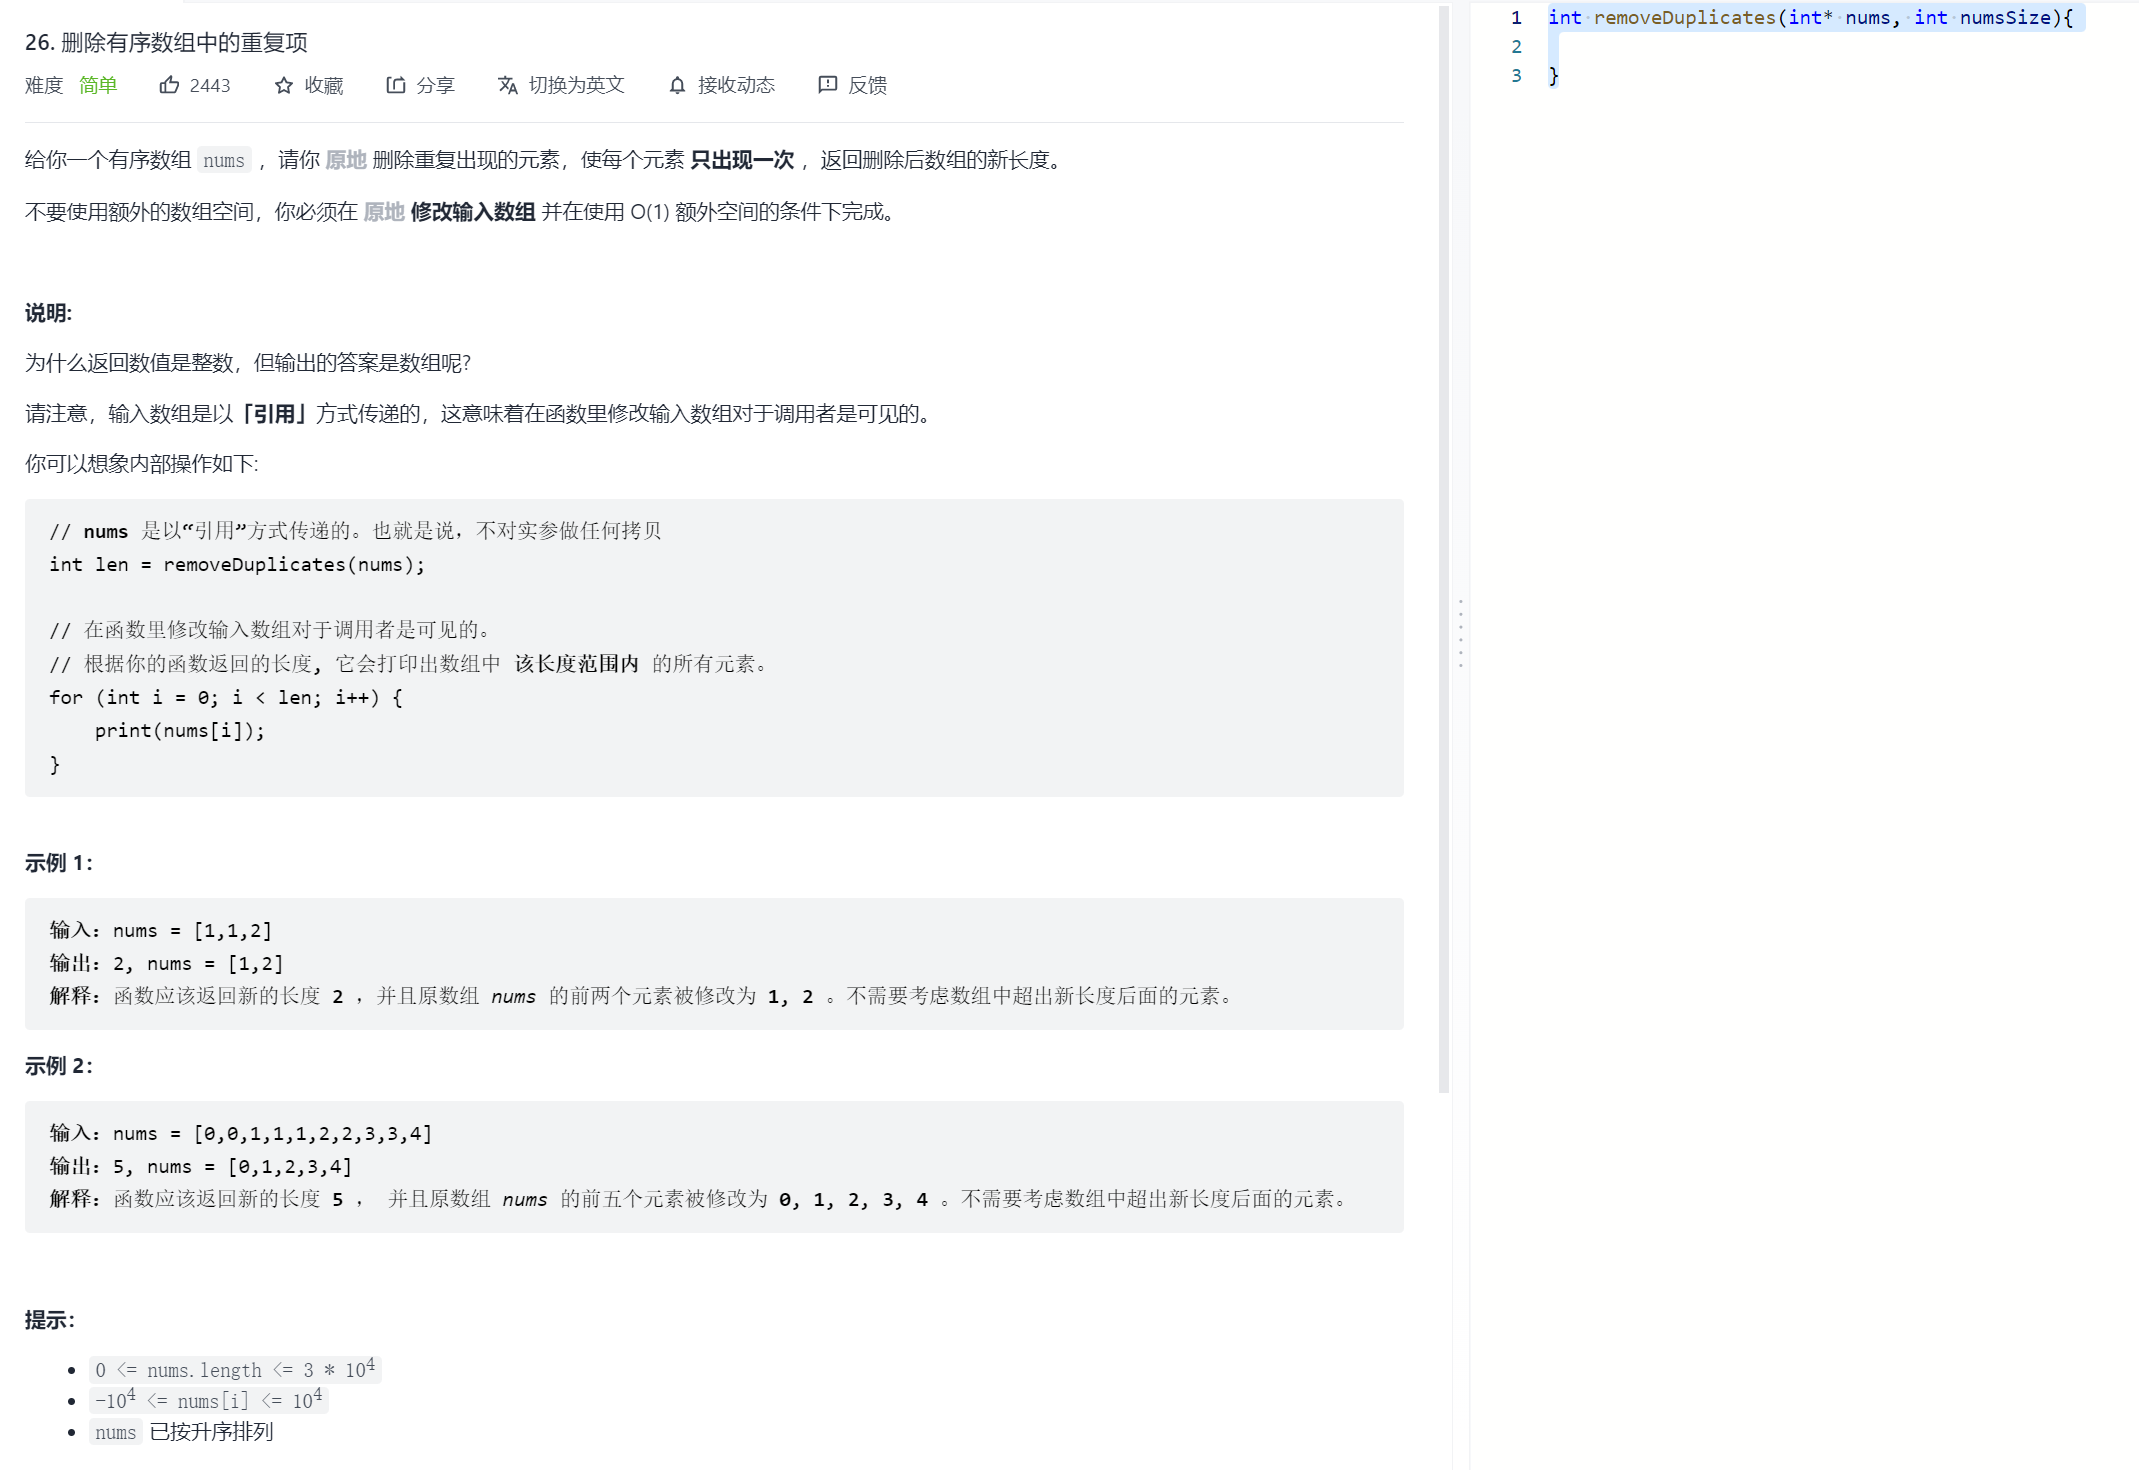 26. 删除有序数组中的重复项
难度 简单 2443 收藏 分享 切换为英文 接收动态 反馈
给你一个有序数组 nums ，请你 原地 删除重复出现的元素，使每个元素 只出现一次 ，返回删除后数组的新长度。
不要使用额外的数组空间，你必须在 原地 修改输入数组 并在使用 O(1) 额外空间的条件下完成。
说明:
为什么返回数值是整数，但输出的答案是数组呢?
请注意，输入数组是以「引用」方式传递的，这意味着在函数里修改输入数组对于调用者是可见的。
你可以想象内部操作如下:
// nums 是以“引用”方式传递的。也就是说，不对实参做任何拷贝
int len = removeDuplicates(nums);
// 在函数里修改输入数组对于调用者是可见的。
// 根据你的函数返回的长度, 它会打印出数组中 该长度范围内 的所有元素。
for (int i = 0; i < len; i++) {
    print(nums[i]);
}
示例 1：
输入：nums = [1,1,2]
输出：2, nums = [1,2]
解释：函数应该返回新的长度 2 ，并且原数组 nums 的前两个元素被修改为 1, 2 。不需要考虑数组中超出新长度后面的元素。
示例 2：
输入：nums = [0,0,1,1,1,2,2,3,3,4]
输出：5, nums = [0,1,2,3,4]
解释：函数应该返回新的长度 5 ， 并且原数组 nums 的前五个元素被修改为 0, 1, 2, 3, 4 。不需要考虑数组中超出新长度后面的元素。
提示：
• 0 <= nums.length <= 3 * 10⁴
• -10⁴ <= nums[i] <= 10⁴
• nums 已按升序排列
1 int removeDuplicates(int* nums, int numsSize){
2
3 }